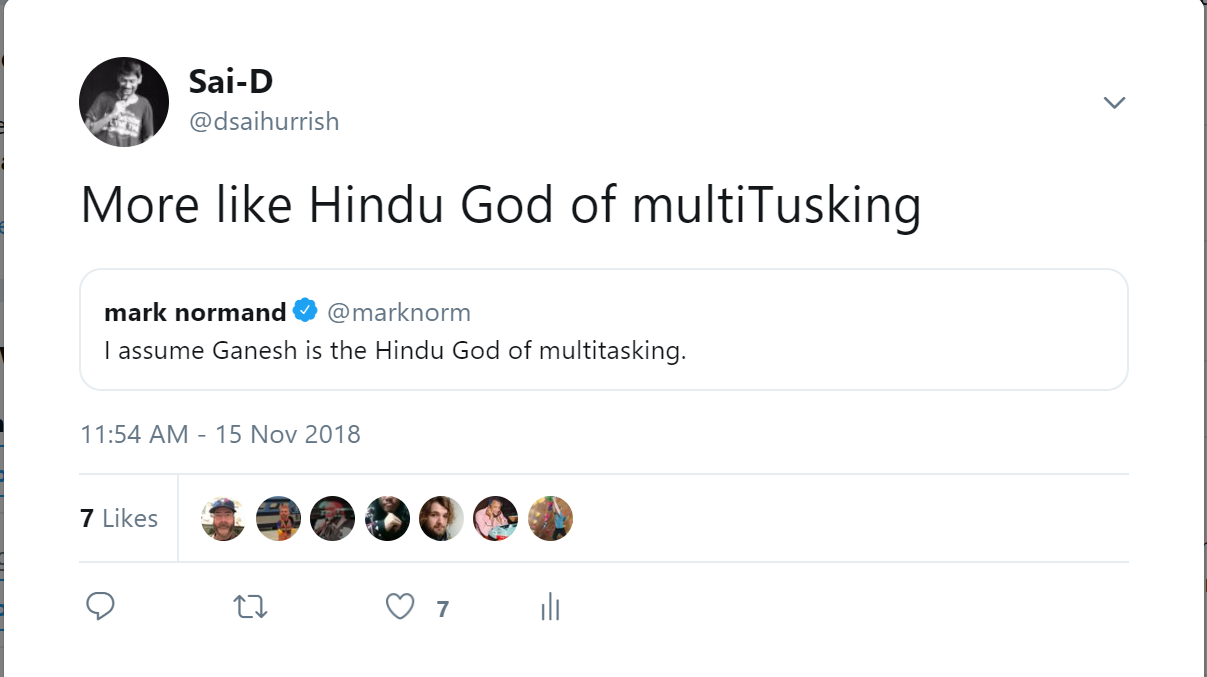 Sai-D
@dsaihurrish
More like Hindu God of multiTusking
mark normand @marknorm
I assume Ganesh is the Hindu God of multitasking.
11:54 AM - 15 Nov 2018
7 Likes
7